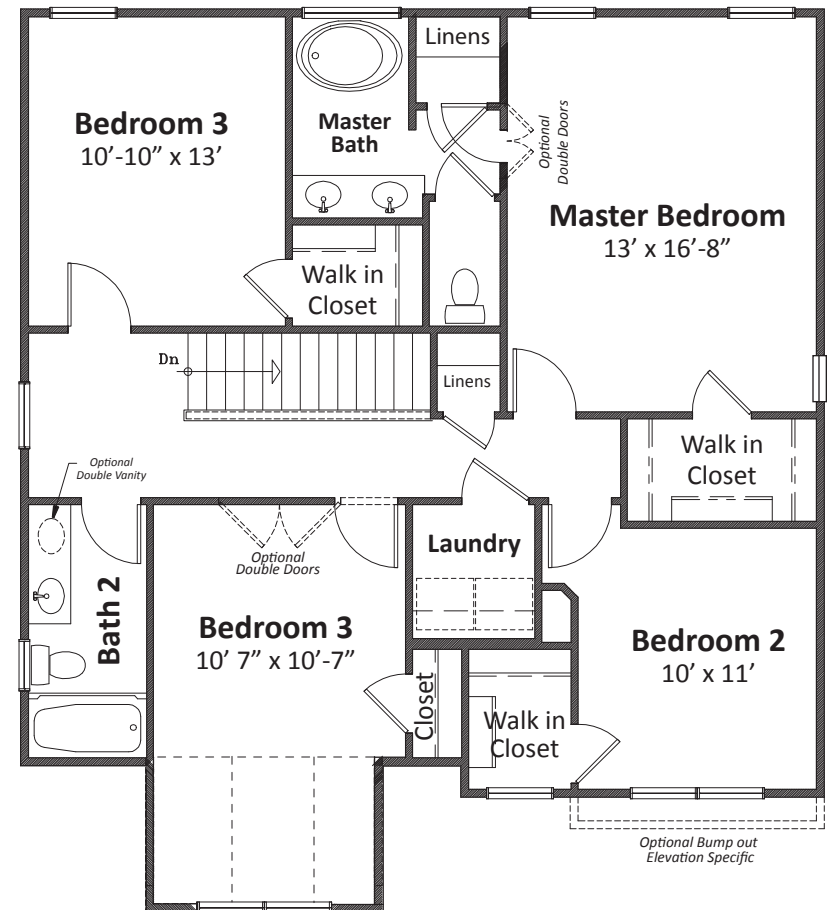 Linens
Bedroom 3
10’-10” x 13’
Master
Bath
Optional
Double Doors
Master Bedroom
13’ x 16’-8”
Walk in
Closet
Dn
Linens
Walk in
Closet
Optional
Double Vanity
Optional
Double Doors
Laundry
Bath 2
Bedroom 3
10’ 7” x 10’-7”
Bedroom 2
10’ x 11’
Closet
Walk in
Closet
Optional Bump out
Elevation Specific